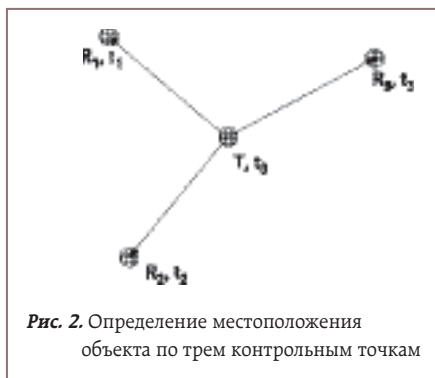 R₁, t₁
R₃, t₃
T, t₀
R₂, t₂
Рис. 2. Определение местоположения
объекта по трем контрольным точкам